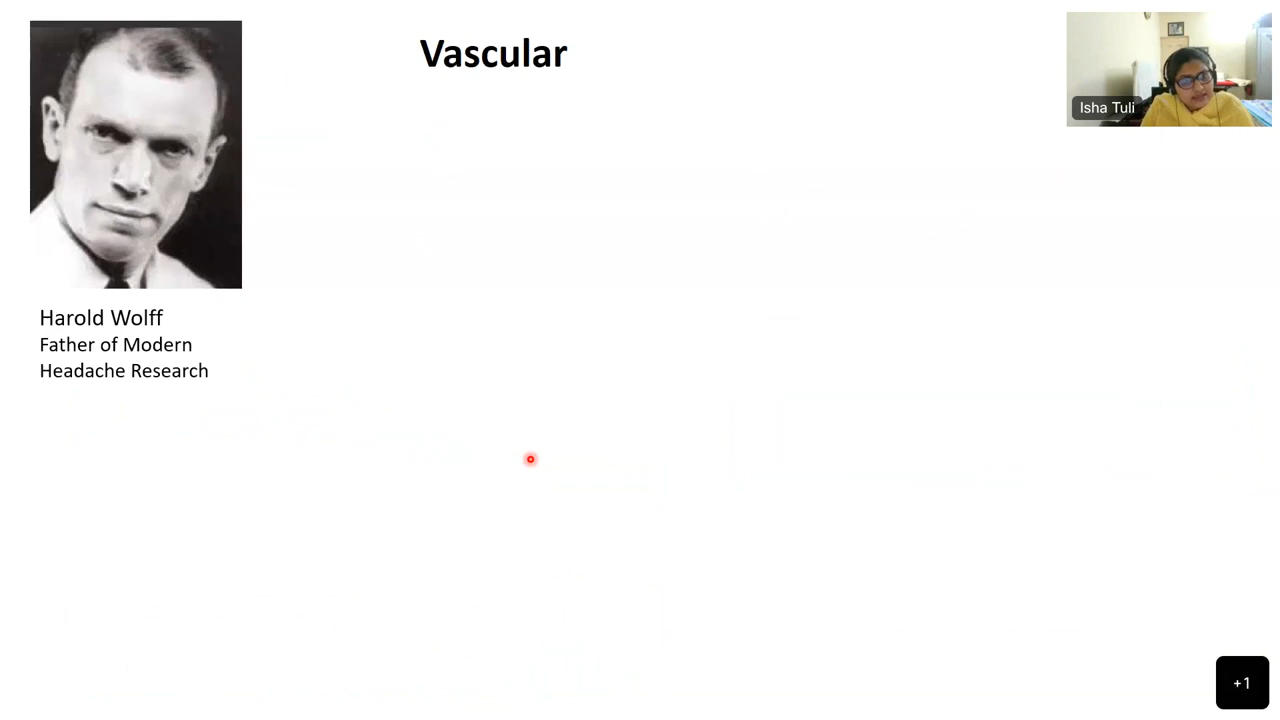 Vascular
Isha Tuli
Harold Wolff
Father of Modern
Headache Research
+1